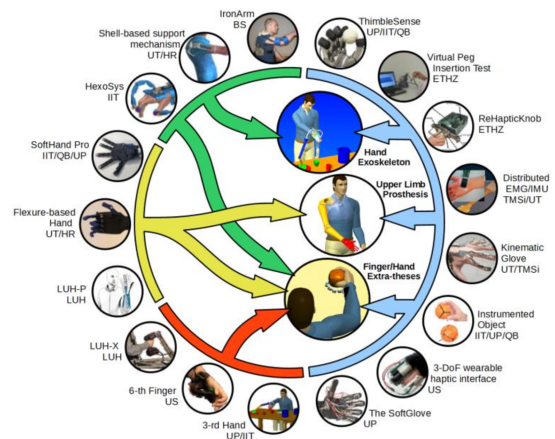 IronArm
BS
ThimbleSense
UP/IIT/QB
Shell-based support
mechanism
UT/HR
Virtual Peg
Insertion Test
ETHZ
HexoSys
IIT
ReHapticKnob
ETHZ
SoftHand Pro
IIT/QB/UP
Hand
Exoskeleton
Distributed
EMG/IMU
TMSi/UT
Upper Limb
Prosthesis
Flexure-based
Hand
UT/HR
Kinematic
Glove
UT/TMSi
Finger/Hand
Extra-theses
LUH-P
LUH
Instrumented
Object
IIT/UP/QB
LUH-X
LUH
3-DoF wearable
haptic interface
US
6-th Finger
US
The SoftGlove
UP
3-rd Hand
UP/IIT